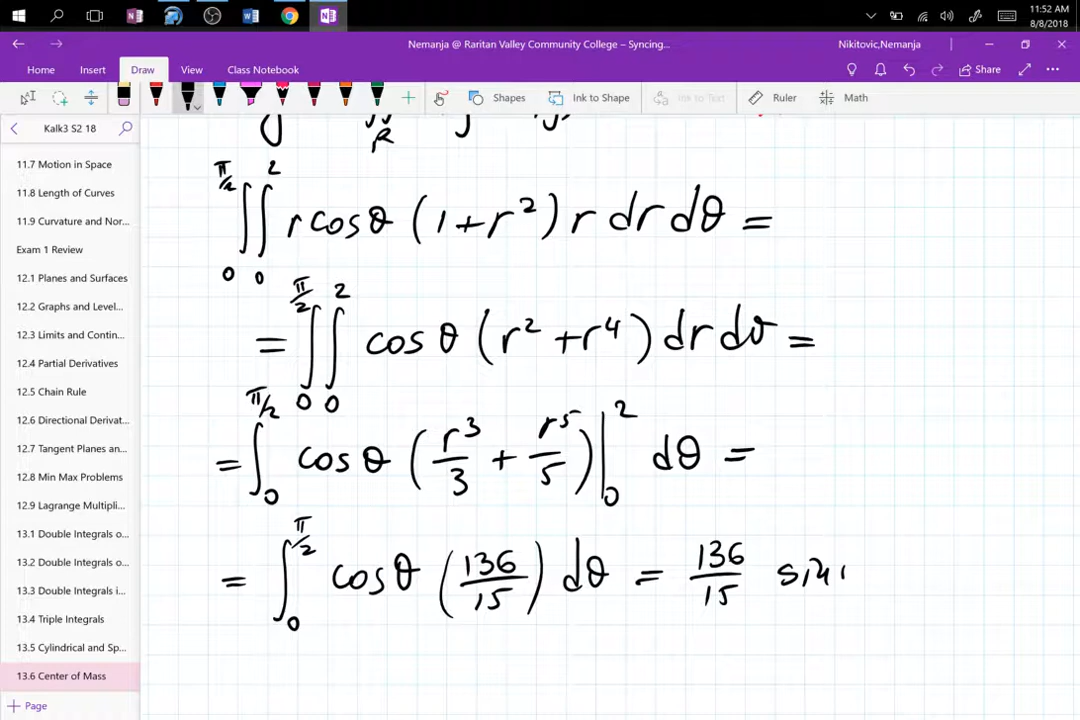 11:52 AM
8/8/2018
Nemanja @ Raritan Valley Community College – Syncing...
Nikitovic,Nemanja
Home Insert Draw View Class Notebook
Share
Shapes Ink to Shape Ink to Text Ruler Math
Kalk3 S2 18
11.7 Motion in Space
11.8 Length of Curves
11.9 Curvature and Nor...
Exam 1 Review
12.1 Planes and Surfaces
12.2 Graphs and Level...
12.3 Limits and Contin...
12.4 Partial Derivatives
12.5 Chain Rule
12.6 Directional Derivat...
12.7 Tangent Planes an...
12.8 Min Max Problems
12.9 Lagrange Multipli...
13.1 Double Integrals o...
13.2 Double Integrals o...
13.3 Double Integrals i...
13.4 Triple Integrals
13.5 Cylindrical and Sp...
13.6 Center of Mass
+ Page
R
∫₀^{π/2} ∫₀^2 r cosθ (1+r²) r dr dθ =
= ∫₀^{π/2} ∫₀^2 cosθ (r² + r⁴) dr dθ =
= ∫₀^{π/2} cosθ (r³/3 + r⁵/5) |₀^2 dθ =
= ∫₀^{π/2} cosθ (136/15) dθ = 136/15 sin